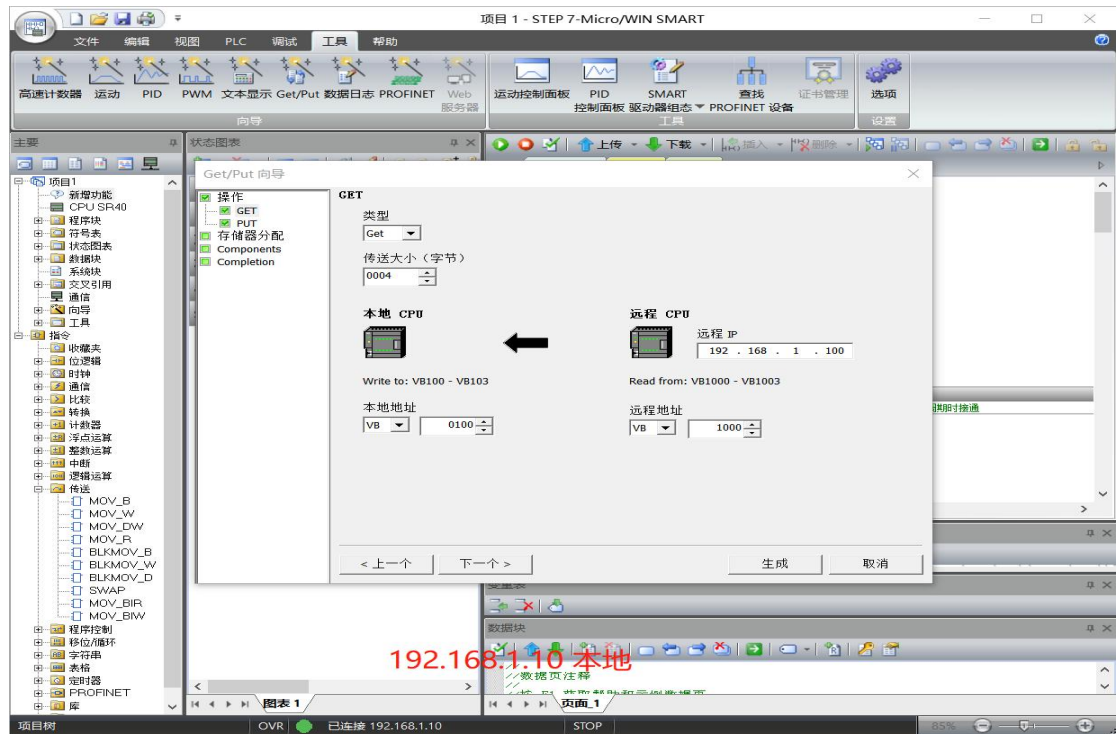 项目 1 - STEP 7-Micro/WIN SMART
文件 编辑 视图 PLC 调试 工具 帮助
高速计数器 运动 PID PWM 文本显示 Get/Put 数据日志 PROFINET Web 服务器 运动控制面板 PID 控制面板 SMART 驱动器组态 查找 PROFINET 设备 证书管理 选项
向导 工具 设置
主要
状态图表
上传 下载 插入 删除
项目1
新增功能
CPU SR40
程序块
符号表
状态图表
数据块
系统块
交叉引用
通信
向导
工具
指令
收藏夹
位逻辑
时钟
通信
比较
转换
计数器
浮点运算
整数运算
中断
逻辑运算
传送
MOV_B
MOV_W
MOV_DW
MOV_R
BLKMOV_B
BLKMOV_W
BLKMOV_D
SWAP
MOV_BIR
MOV_BIW
程序控制
移位/循环
字符串
表格
定时器
PROFINET
库
Get/Put 向导
操作
GET
PUT
存储器分配
Components
Completion
GET
类型
Get
传送大小（字节）
0004
本地 CPU
远程 CPU
远程 IP
192 . 168 . 1 . 100
Write to: VB100 - VB103
Read from: VB1000 - VB1003
本地地址
VB 0100
远程地址
VB 1000
< 上一个 下一个 > 生成 取消
时接通
变量表
数据块
192.168.1.10 本地
//数据页注释
图表 1
页面_1
项目树 OVR 已连接 192.168.1.10 STOP 85%